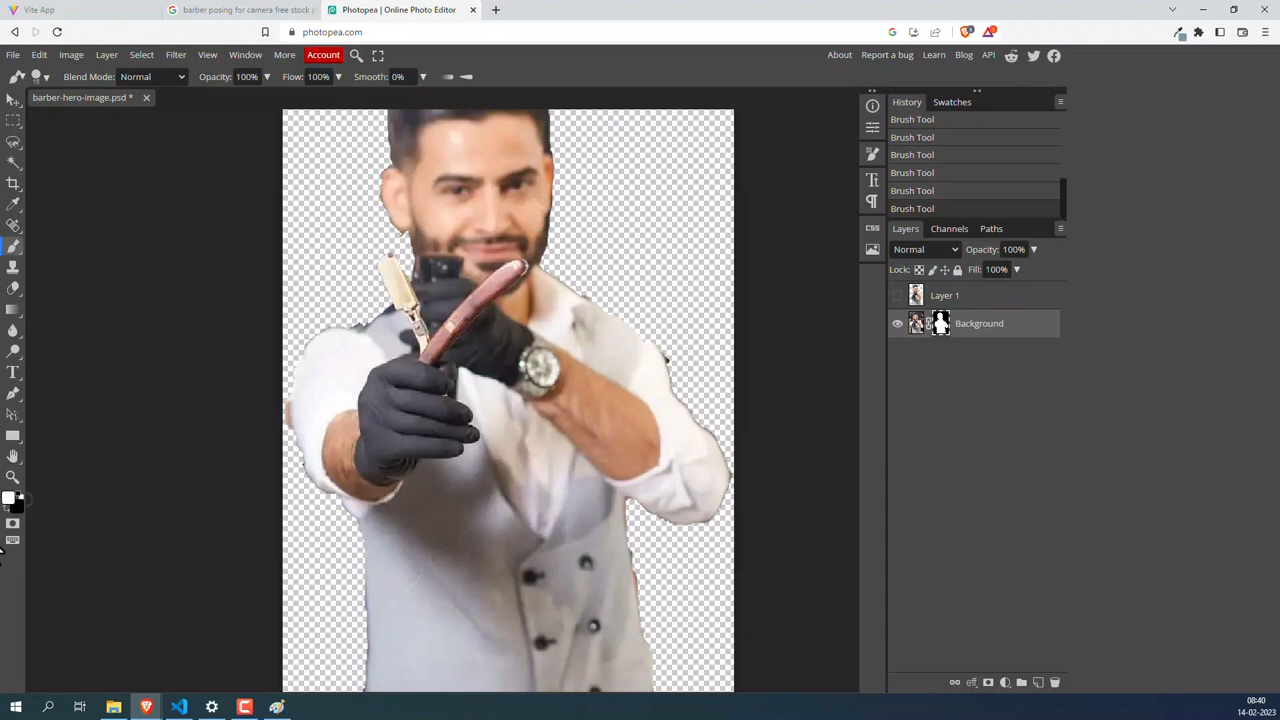 Vite App
barber posing for camera free stock p
Photopea | Online Photo Editor
photopea.com
File Edit Image Layer Select Filter View Window More Account
About Report a bug Learn Blog API
Blend Mode: Normal Opacity: 100% Flow: 100% Smooth: 0%
barber-hero-image.psd *
History Swatches
Brush Tool
Brush Tool
Brush Tool
Brush Tool
Brush Tool
Brush Tool
Layers Channels Paths
Normal Opacity: 100%
Lock: Fill: 100%
Layer 1
Background
CSS
08:40
14-02-2023